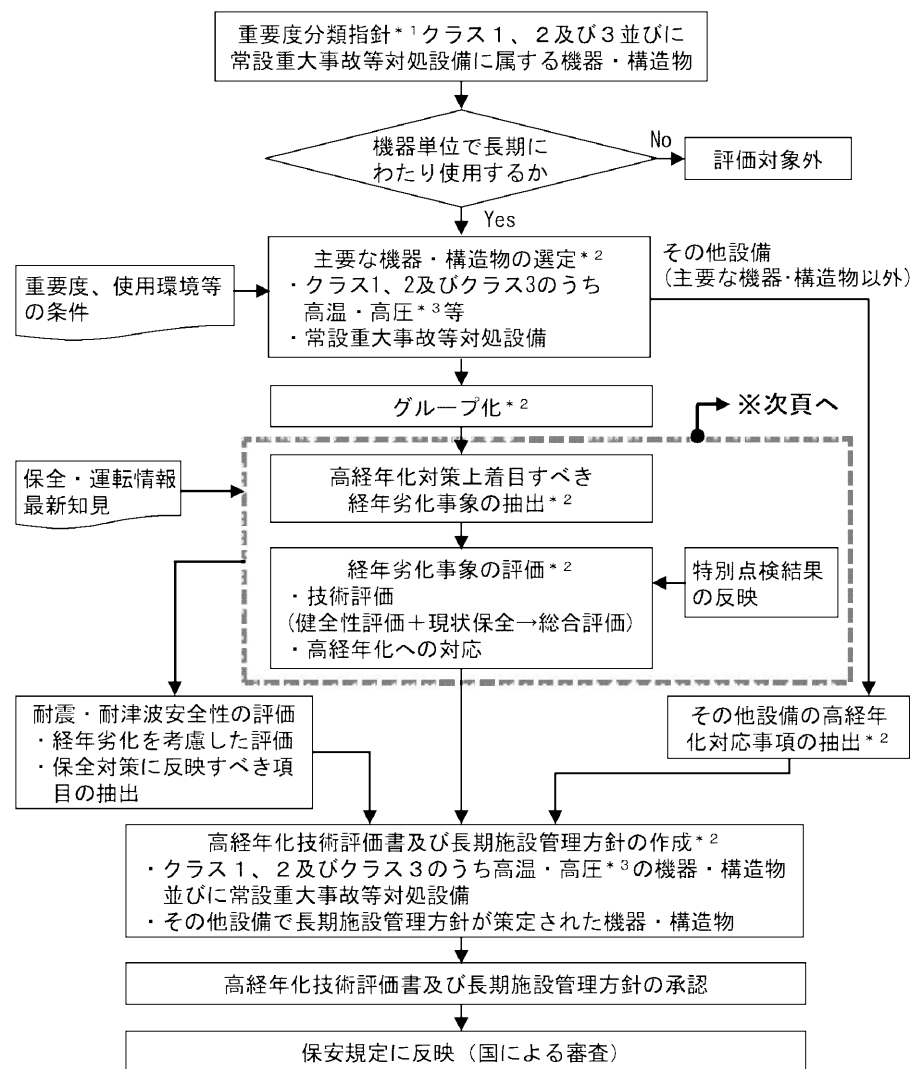 重要度分類指針*¹クラス１、２及び３並びに
常設重大事故等対処設備に属する機器・構造物
機器単位で長期に
わたり使用するか
No
評価対象外
Yes
主要な機器・構造物の選定*²
・クラス1、2及びクラス3のうち
高温・高圧*³等
・常設重大事故等対処設備
重要度、使用環境等
の条件
その他設備
(主要な機器・構造物以外)
グループ化*²
※次頁へ
保全・運転情報
最新知見
高経年化対策上着目すべき
経年劣化事象の抽出*²
経年劣化事象の評価*²
・技術評価
(健全性評価＋現状保全→総合評価)
・高経年化への対応
特別点検結果
の反映
耐震・耐津波安全性の評価
・経年劣化を考慮した評価
・保全対策に反映すべき項
目の抽出
その他設備の高経年
化対応事項の抽出*²
高経年化技術評価書及び長期施設管理方針の作成*²
・クラス１、２及びクラス３のうち高温・高圧*³の機器・構造物
並びに常設重大事故等対処設備
・その他設備で長期施設管理方針が策定された機器・構造物
高経年化技術評価書及び長期施設管理方針の承認
保安規定に反映（国による審査）